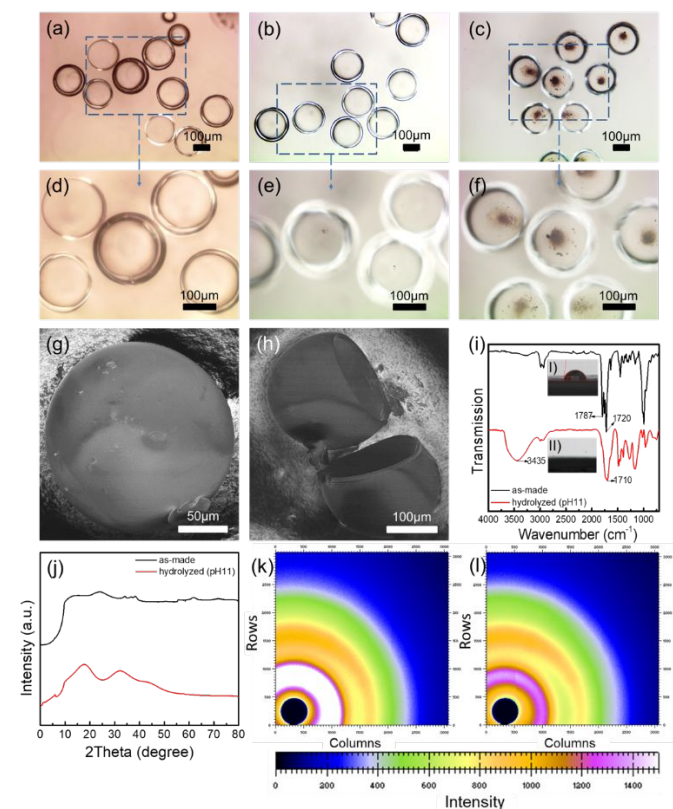 (a)
100µm
(b)
100µm
(c)
100µm
(d)
100µm
(e)
100µm
(f)
100µm
(g)
50µm
(h)
100µm
(i)
I)
1787
1720
II)
3435
1710
as-made
hydrolyzed (pH11)
Transmission
4000 3500 3000 2500 2000 1500 1000
Wavenumber (cm⁻¹)
(j)
as-made
hydrolyzed (pH11)
Intensity (a.u.)
0 10 20 30 40 50 60 70 80
2Theta (degree)
(k)
Rows
Columns
(l)
Rows
Columns
0 200 400 600 800 1000 1200 1400
Intensity